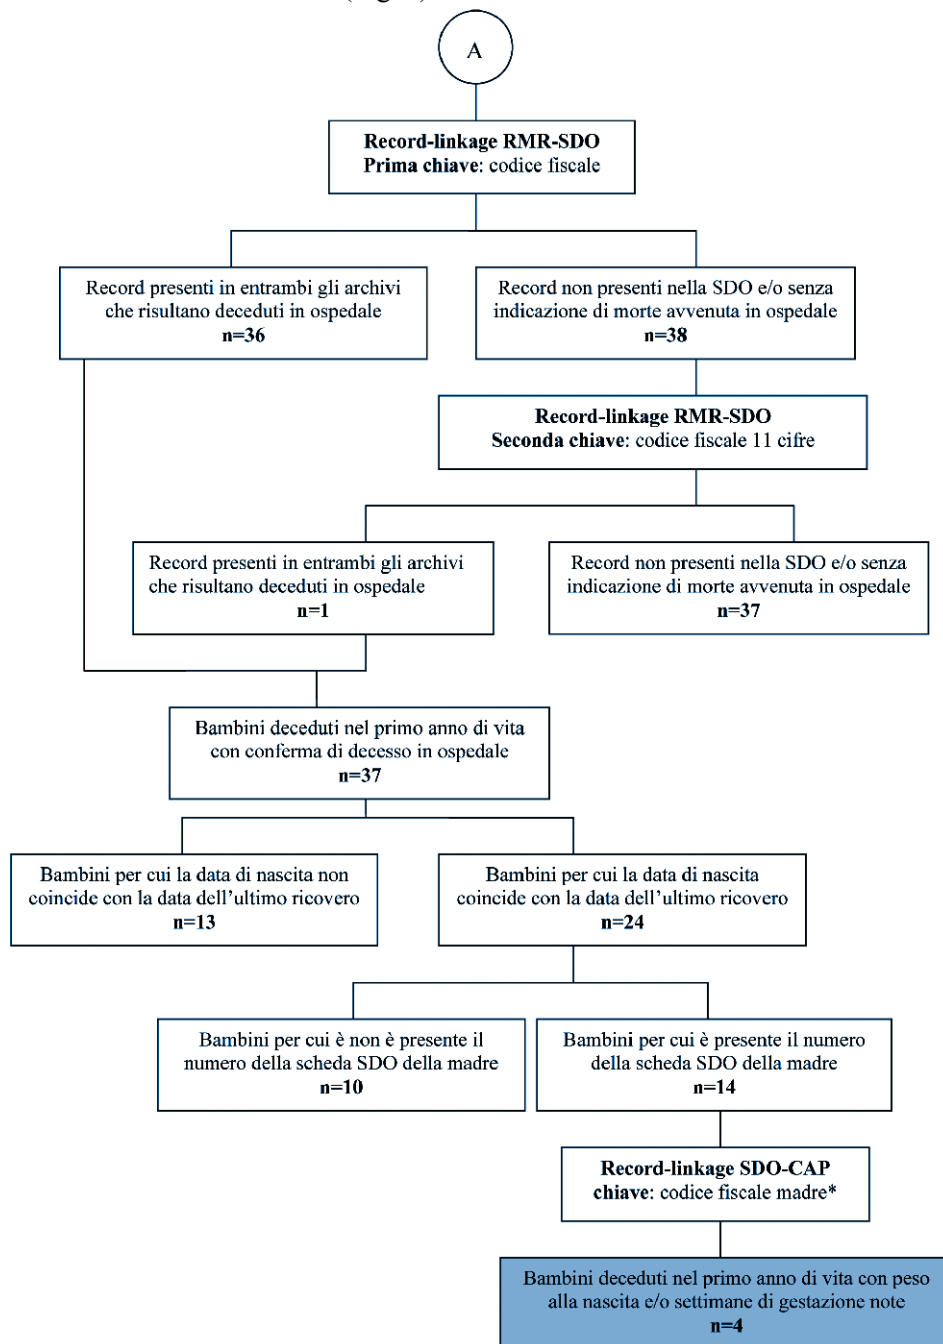 A
Record-linkage RMR-SDO
Prima chiave: codice fiscale
Record presenti in entrambi gli archivi
che risultano deceduti in ospedale
n=36
Record non presenti nella SDO e/o senza
indicazione di morte avvenuta in ospedale
n=38
Record-linkage RMR-SDO
Seconda chiave: codice fiscale 11 cifre
Record presenti in entrambi gli archivi
che risultano deceduti in ospedale
n=1
Record non presenti nella SDO e/o senza
indicazione di morte avvenuta in ospedale
n=37
Bambini deceduti nel primo anno di vita
con conferma di decesso in ospedale
n=37
Bambini per cui la data di nascita non
coincide con la data dell'ultimo ricovero
n=13
Bambini per cui la data di nascita
coincide con la data dell'ultimo ricovero
n=24
Bambini per cui è non è presente il
numero della scheda SDO della madre
n=10
Bambini per cui è presente il numero
della scheda SDO della madre
n=14
Record-linkage SDO-CAP
chiave: codice fiscale madre*
Bambini deceduti nel primo anno di vita con peso
alla nascita e/o settimane di gestazione note
n=4